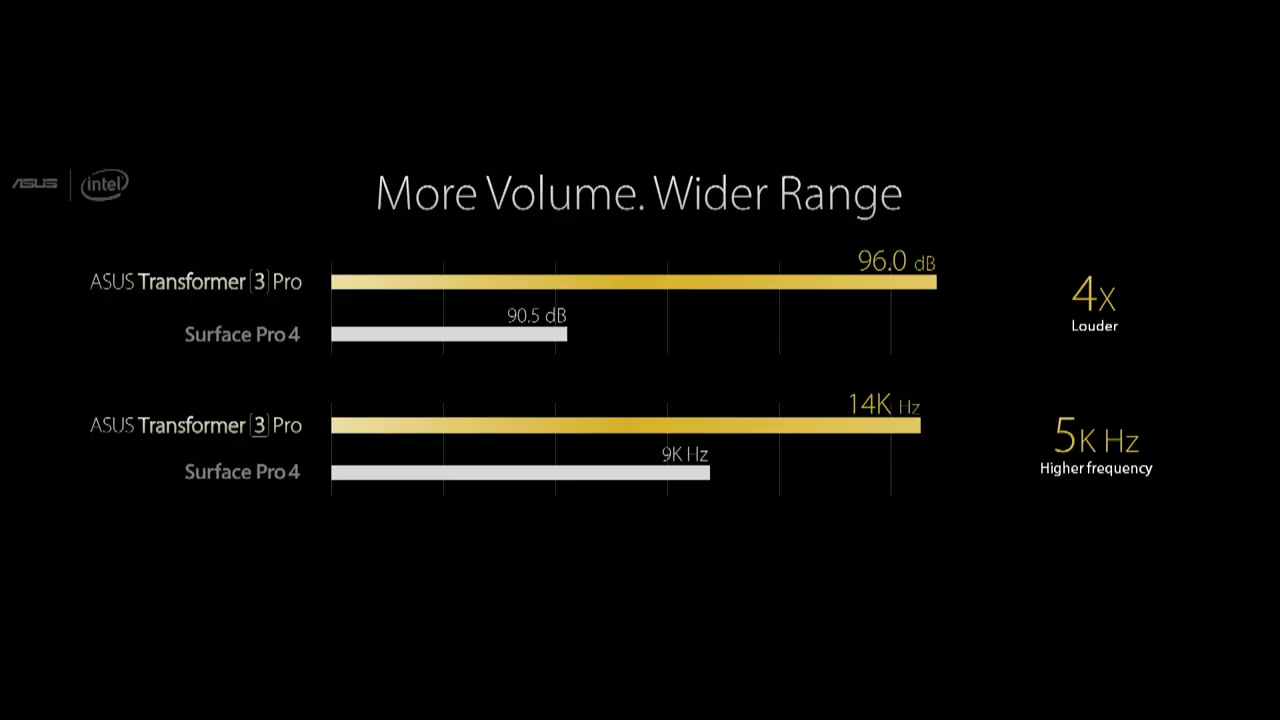 ASUS
intel
More Volume. Wider Range
ASUS Transformer 3 Pro
96.0 dB
Surface Pro 4
90.5 dB
4X
Louder
ASUS Transformer 3 Pro
14K Hz
Surface Pro 4
9K Hz
5K Hz
Higher frequency